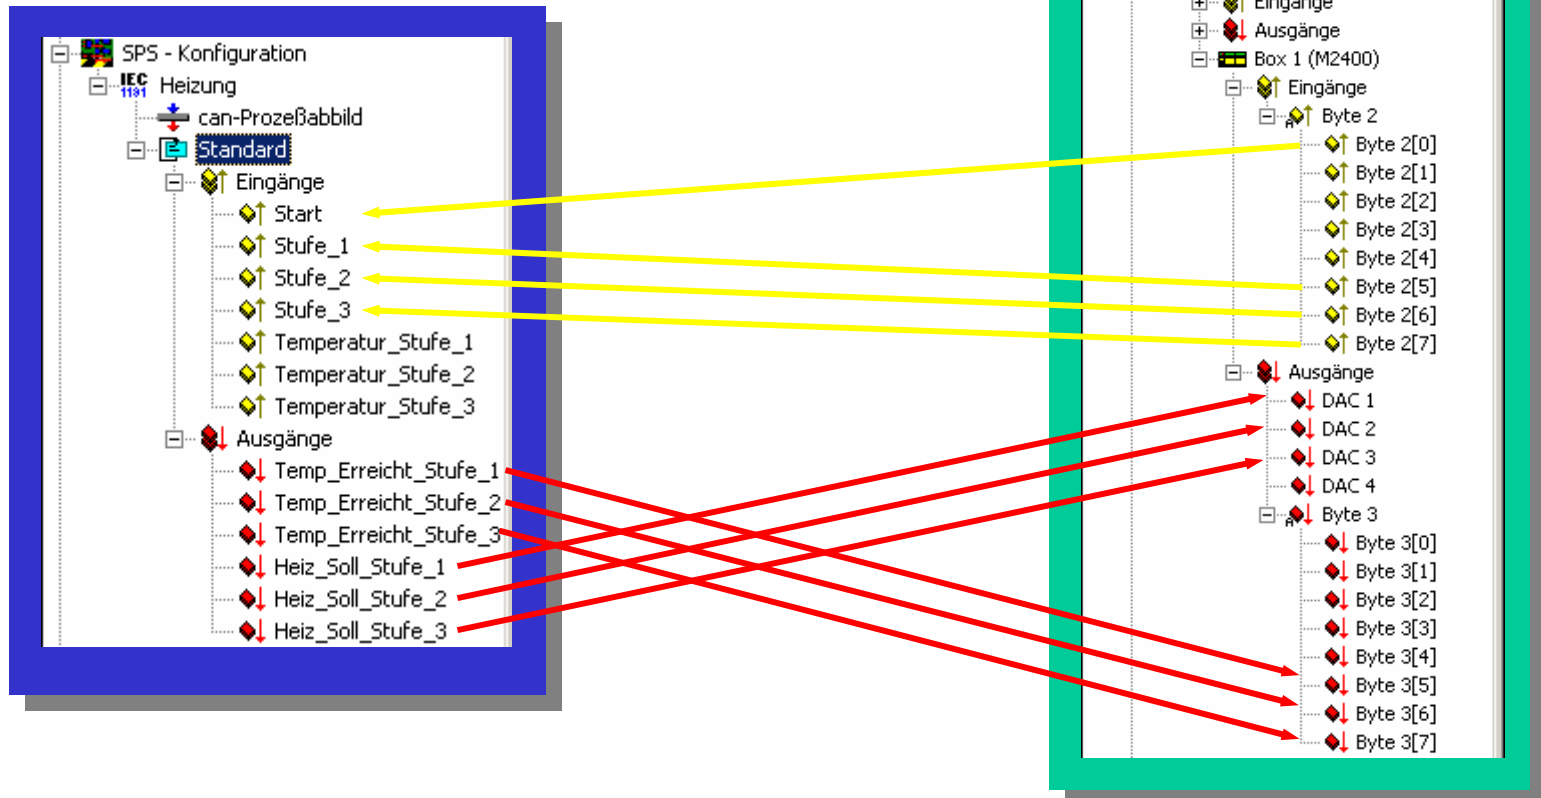 SPS - Konfiguration
IEC
1131
Heizung
can-Prozeßabbild
Standard
Eingänge
Start
Stufe_1
Stufe_2
Stufe_3
Temperatur_Stufe_1
Temperatur_Stufe_2
Temperatur_Stufe_3
Ausgänge
Temp_Erreicht_Stufe_1
Temp_Erreicht_Stufe_2
Temp_Erreicht_Stufe_3
Heiz_Soll_Stufe_1
Heiz_Soll_Stufe_2
Heiz_Soll_Stufe_3
Eingänge
Ausgänge
Box 1 (M2400)
Eingänge
A
Byte 2
Byte 2[0]
Byte 2[1]
Byte 2[2]
Byte 2[3]
Byte 2[4]
Byte 2[5]
Byte 2[6]
Byte 2[7]
Ausgänge
DAC 1
DAC 2
DAC 3
DAC 4
A
Byte 3
Byte 3[0]
Byte 3[1]
Byte 3[2]
Byte 3[3]
Byte 3[4]
Byte 3[5]
Byte 3[6]
Byte 3[7]